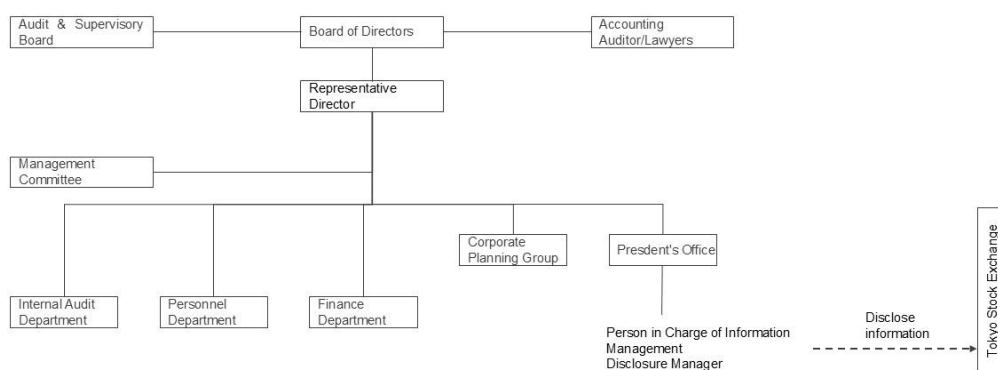 Audit & Supervisory
Board
Board of Directors
Accounting
Auditor/Lawyers
Representative
Director
Management
Committee
Corporate
Planning Group
Presdent's Office
Internal Audit
Department
Personnel
Department
Finance
Department
Person in Charge of Information
Management
Disclosure Manager
Disclose
information
Tokyo Stock Exchange